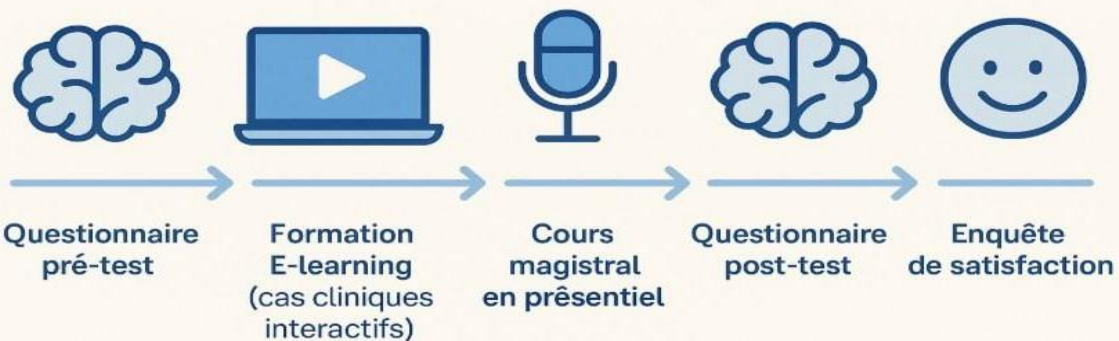 Questionnaire
pré-test
Formation
E-learning
(cas cliniques
interactifs)
Cours
magistral
en prêsentiel
Questionnaire
post-test
Enquête
de satisfaction